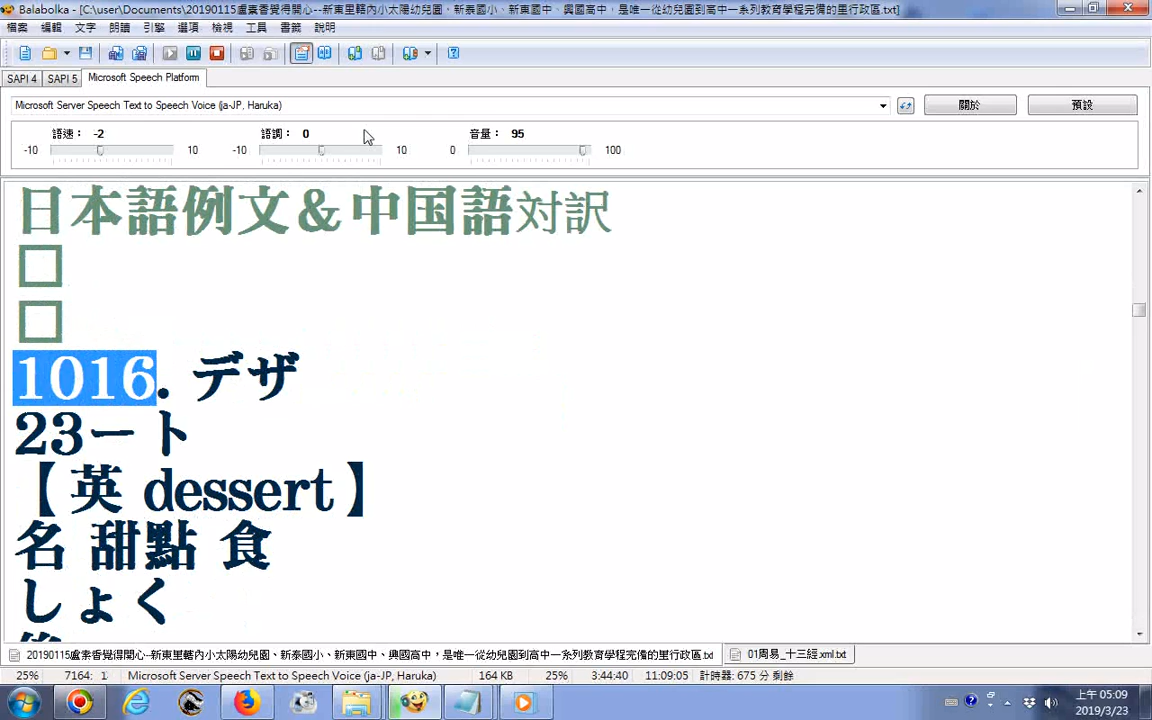 Balabolka - [C:\user\Documents\20190115盧素香覺得開心--新東里轄內小太陽幼兒園、新泰國小、新東國中、興國高中，是唯一從幼兒園到高中一系列教育學程完備的里行政區.txt]
檔案 編輯 文字 朗讀 引擎 選項 檢視 工具 書籤 說明
SAPI 4 SAPI 5 Microsoft Speech Platform
Microsoft Server Speech Text to Speech Voice (ja-JP, Haruka) 關於 預設
語速： -2 語調： 0 音量： 95
-10 10 -10 10 0 100
日本語例文＆中国語対訳
□
□
1016. デザ
23ート
【英 dessert】
名 甜點 食
しょく
20190115盧素香覺得開心--新東里轄內小太陽幼兒園、新泰國小、新東國中、興國高中，是唯一從幼兒園到高中一系列教育學程完備的里行政區.txt 01周易_十三經.xml.txt
25% 7164: 1 Microsoft Server Speech Text to Speech Voice (ja-JP, Haruka) 164 KB 25% 3:44:40 11:09:05 計時器: 675 分 剩餘
上午 05:09
2019/3/23